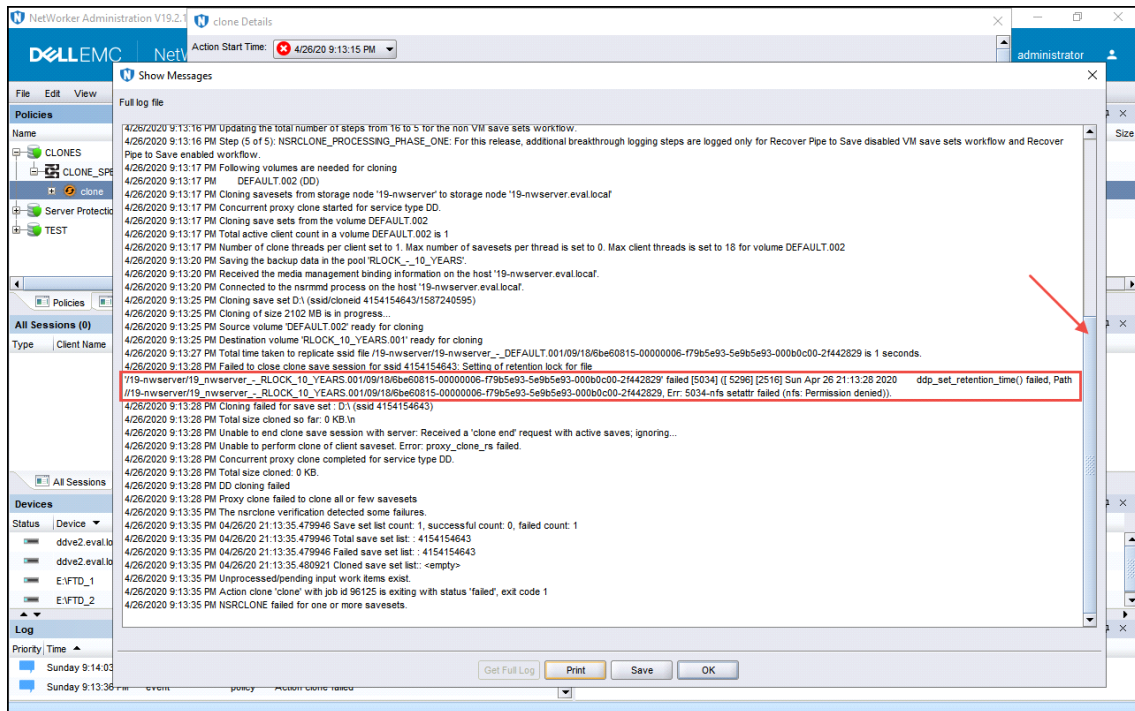 NetWorker Administration V19.2.1
clone Details
DELLEMC
NetW
Action Start Time:
4/26/20 9:13:15 PM
administrator
Show Messages
File Edit View
Full log file
Policies
Name
Size
CLONES
CLONE_SPE
clone
Server Protectio
TEST
4/26/2020 9:13:16 PM Updating the total number of steps from 16 to 5 for the non VM save sets workflow.
4/26/2020 9:13:16 PM Step (5 of 5): NSRCLONE_PROCESSING_PHASE_ONE: For this release, additional breakthrough logging steps are logged only for Recover Pipe to Save disabled VM save sets workflow and Recover
Pipe to Save enabled workflow.
4/26/2020 9:13:17 PM Following volumes are needed for cloning
4/26/2020 9:13:17 PM DEFAULT.002 (DD)
4/26/2020 9:13:17 PM Cloning savesets from storage node '19-nwserver' to storage node '19-nwserver.eval.local'
4/26/2020 9:13:17 PM Concurrent proxy clone started for service type DD.
4/26/2020 9:13:17 PM Cloning save sets from the volume DEFAULT.002
4/26/2020 9:13:17 PM Total active client count in a volume DEFAULT.002 is 1
4/26/2020 9:13:17 PM Number of clone threads per client set to 1. Max number of savesets per thread is set to 0. Max client threads is set to 18 for volume DEFAULT.002
4/26/2020 9:13:20 PM Saving the backup data in the pool 'RLOCK_-_10_YEARS'.
4/26/2020 9:13:20 PM Received the media management binding information on the host '19-nwserver.eval.local'.
4/26/2020 9:13:20 PM Connected to the nsrmmd process on the host '19-nwserver.eval.local'.
4/26/2020 9:13:25 PM Cloning save set D:\ (ssid/cloneid 4154154643/1587240595)
4/26/2020 9:13:25 PM Cloning of size 2102 MB is in progress...
4/26/2020 9:13:25 PM Source volume 'DEFAULT.002' ready for cloning
4/26/2020 9:13:25 PM Destination volume 'RLOCK_10_YEARS.001' ready for cloning
4/26/2020 9:13:27 PM Total time taken to replicate ssid file /19-nwserver/19-nwserver_-_DEFAULT.001/09/18/6be60815-00000006-f79b5e93-5e9b5e93-000b0c00-2f442829 is 1 seconds.
4/26/2020 9:13:28 PM Failed to close clone save session for ssid 4154154643: Setting of retention lock for file
'/19-nwserver/19_nwserver_-_RLOCK_10_YEARS.001/09/18/6be60815-00000006-f79b5e93-5e9b5e93-000b0c00-2f442829' failed [5034] ([ 5296] [2516] Sun Apr 26 21:13:28 2020 ddp_set_retention_time() failed, Path
//19-nwserver/19_nwserver_-_RLOCK_10_YEARS.001/09/18/6be60815-00000006-f79b5e93-5e9b5e93-000b0c00-2f442829, Err: 5034-nfs setattr failed (nfs: Permission denied)).
4/26/2020 9:13:28 PM Cloning failed for save set : D:\ (ssid 4154154643)
4/26/2020 9:13:28 PM Total size cloned so far: 0 KB.\n
4/26/2020 9:13:28 PM Unable to end clone save session with server: Received a 'clone end' request with active saves; ignoring...
4/26/2020 9:13:28 PM Unable to perform clone of client saveset. Error: proxy_clone_rs failed.
4/26/2020 9:13:28 PM Concurrent proxy clone completed for service type DD.
4/26/2020 9:13:28 PM Total size cloned: 0 KB.
4/26/2020 9:13:28 PM DD cloning failed
4/26/2020 9:13:28 PM Proxy clone failed to clone all or few savesets
4/26/2020 9:13:35 PM The nsrclone verification detected some failures.
4/26/2020 9:13:35 PM 04/26/20 21:13:35.479946 Save set list count: 1, successful count: 0, failed count: 1
4/26/2020 9:13:35 PM 04/26/20 21:13:35.479946 Total save set list: : 4154154643
4/26/2020 9:13:35 PM 04/26/20 21:13:35.479946 Failed save set list: : 4154154643
4/26/2020 9:13:35 PM 04/26/20 21:13:35.480921 Cloned save set list:: <empty>
4/26/2020 9:13:35 PM Unprocessed/pending input work items exist.
4/26/2020 9:13:35 PM Action clone 'clone' with job id 96125 is exiting with status 'failed', exit code 1
4/26/2020 9:13:35 PM NSRCLONE failed for one or more savesets.
Policies
All Sessions (0)
Type Client Name
All Sessions
Devices
Status Device
ddve2.eval.lo
ddve2.eval.lo
E:\FTD_1
E:\FTD_2
Log
Priority Time
Get Full Log Print Save OK
Sunday 9:14:03
Sunday 9:13:36 PM event policy Action clone failed